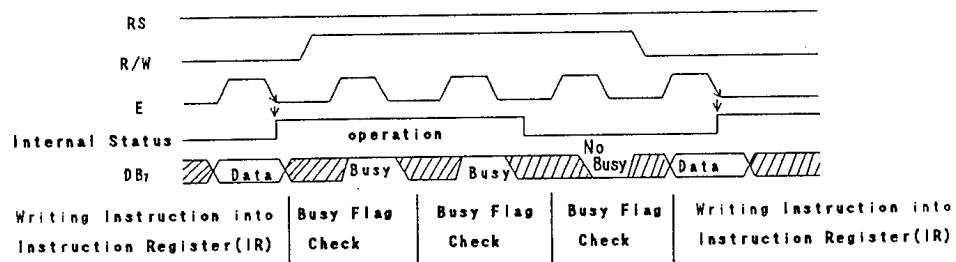 RS
R/W
E
Internal Status
operation
DB₇
Data
Busy
Busy
No
Busy
Data
Writing Instruction into
Instruction Register(IR)
Busy Flag
Check
Busy Flag
Check
Busy Flag
Check
Writing Instruction into
Instruction Register(IR)